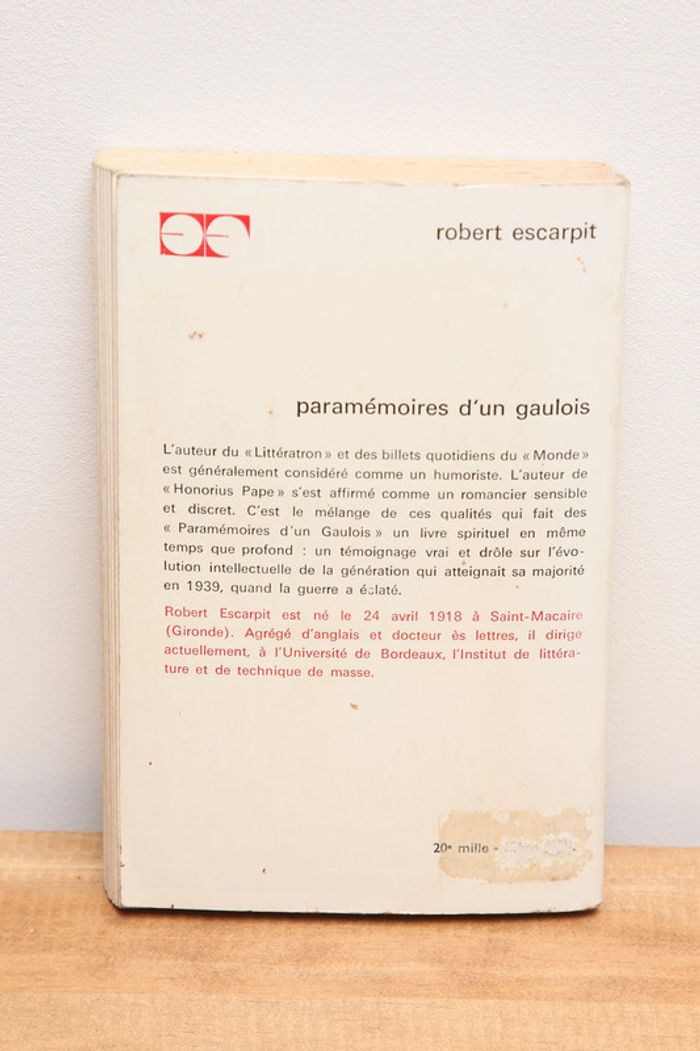 robert escarpit
paramémoires d'un gaulois
L'auteur du « Littératron » et des billets quotidiens du « Monde »
est généralement considéré comme un humoriste. L'auteur de
« Honorius Pape » s'est affirmé comme un romancier sensible
et discret. C'est le mélange de ces qualités qui fait des
« Paramémoires d'un Gaulois » un livre spirituel en même
temps que profond : un témoignage vrai et drôle sur l'évo-
lution intellectuelle de la génération qui atteignait sa majorité
en 1939, quand la guerre a éclaté.
Robert Escarpit est né le 24 avril 1918 à Saint-Macaire
(Gironde). Agrégé d'anglais et docteur ès lettres, il dirige
actuellement, à l'Université de Bordeaux, l'Institut de littéra-
ture et de technique de masse.
20e mille -